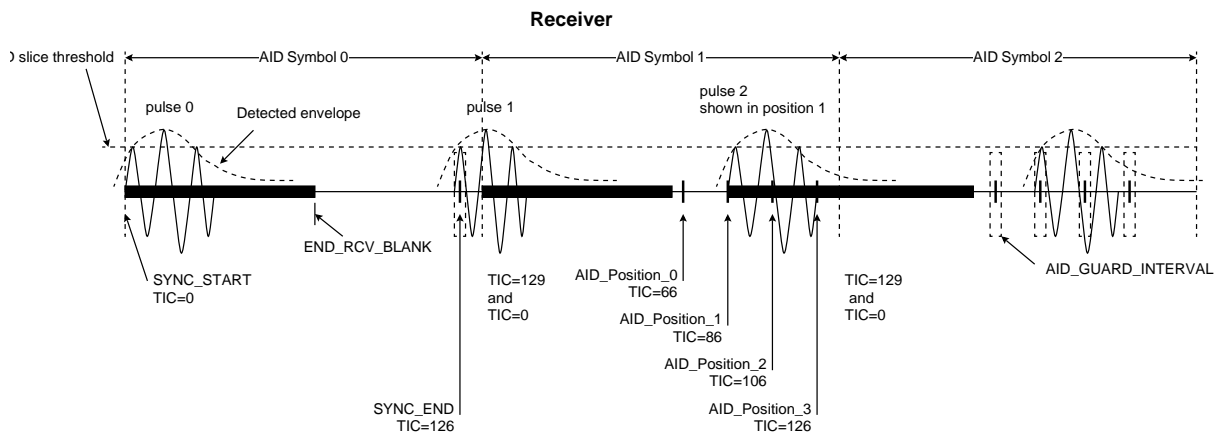 Receiver
AID Symbol 0
AID Symbol 1
AID Symbol 2
slice threshold
pulse 0
Detected envelope
pulse 1
pulse 2
shown in position 1
END_RCV_BLANK
SYNC_START
TIC=0
TIC=129
and
TIC=0
AID_Position_0
TIC=66
AID_Position_1
TIC=86
AID_Position_2
TIC=106
SYNC_END
TIC=126
AID_Position_3
TIC=126
TIC=129
and
TIC=0
AID_GUARD_INTERVAL